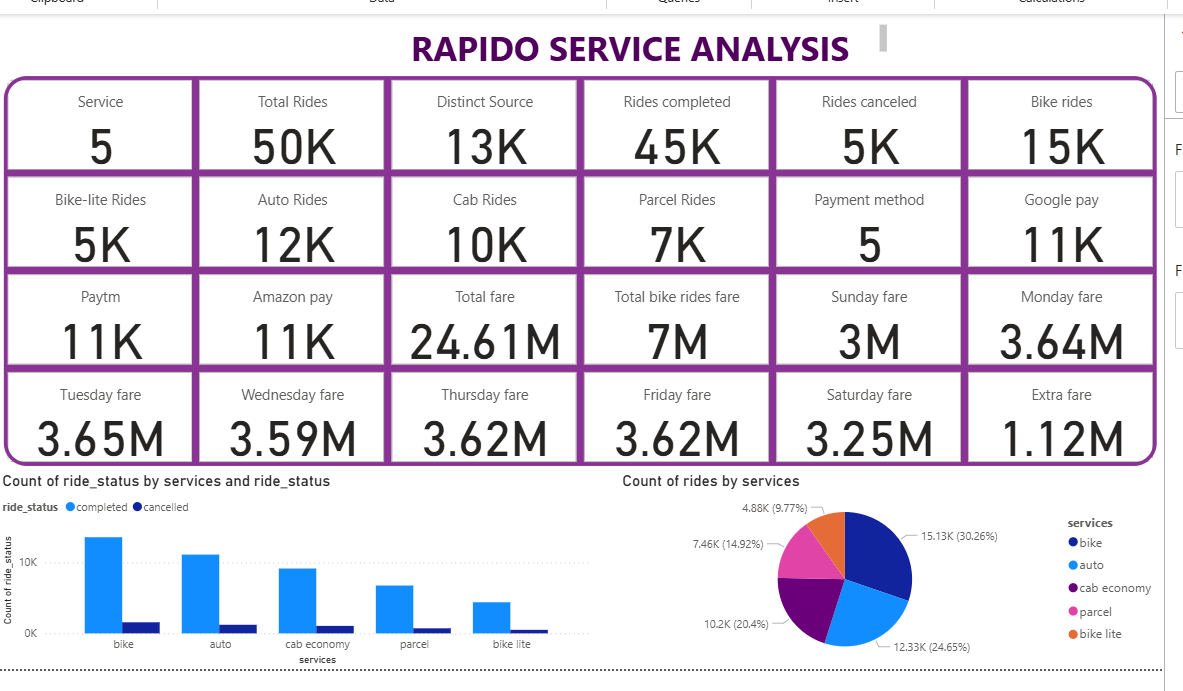 Clipboard Data Queries Insert Calculations
RAPIDO SERVICE ANALYSIS
Service Total Rides Distinct Source Rides completed Rides canceled Bike rides
5 50K 13K 45K 5K 15K
Bike-lite Rides Auto Rides Cab Rides Parcel Rides Payment method Google pay
5K 12K 10K 7K 5 11K
Paytm Amazon pay Total fare Total bike rides fare Sunday fare Monday fare
11K 11K 24.61M 7M 3M 3.64M
Tuesday fare Wednesday fare Thursday fare Friday fare Saturday fare Extra fare
3.65M 3.59M 3.62M 3.62M 3.25M 1.12M
Count of ride_status by services and ride_status
ride_status completed cancelled
Count of ride_status
10K
0K
bike auto cab economy parcel bike lite
services
Count of rides by services
4.88K (9.77%)
15.13K (30.26%)
7.46K (14.92%)
10.2K (20.4%)
12.33K (24.65%)
services
bike
auto
cab economy
parcel
bike lite